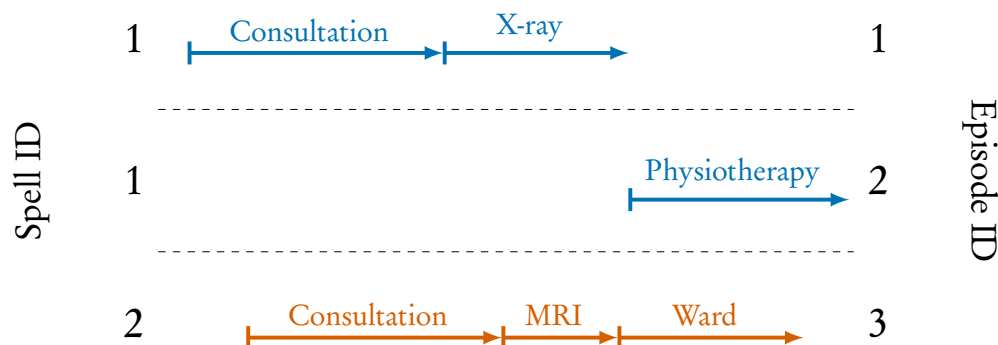 Spell ID
Episode ID
1 Consultation X-ray 1
1 Physiotherapy 2
2 Consultation MRI Ward 3